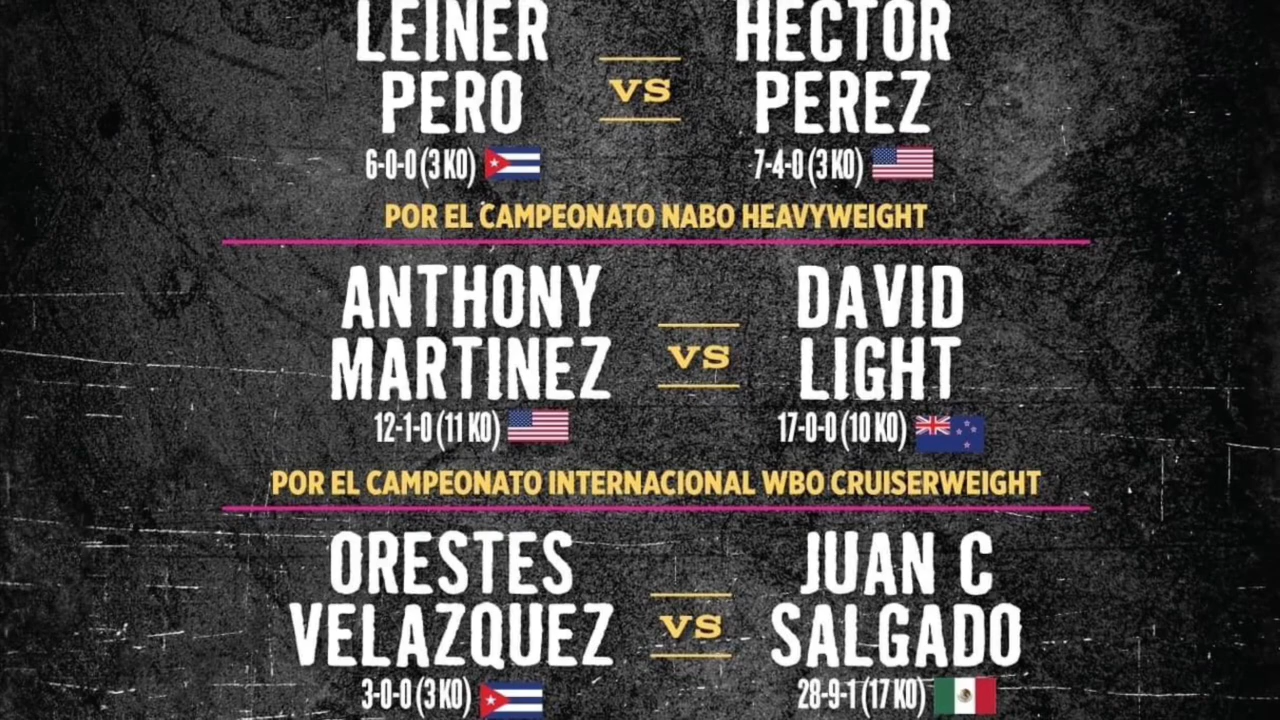 LEINER VS HECTOR
PERO PEREZ
6-0-0 (3 KO) 7-4-0 (3 KO)
POR EL CAMPEONATO NABO HEAVYWEIGHT
ANTHONY VS DAVID
MARTINEZ LIGHT
12-1-0 (11 KO) 17-0-0 (10 KO)
POR EL CAMPEONATO INTERNACIONAL WBO CRUISERWEIGHT
ORESTES VS JUAN C
VELAZQUEZ SALGADO
3-0-0 (3 KO) 28-9-1 (17 KO)